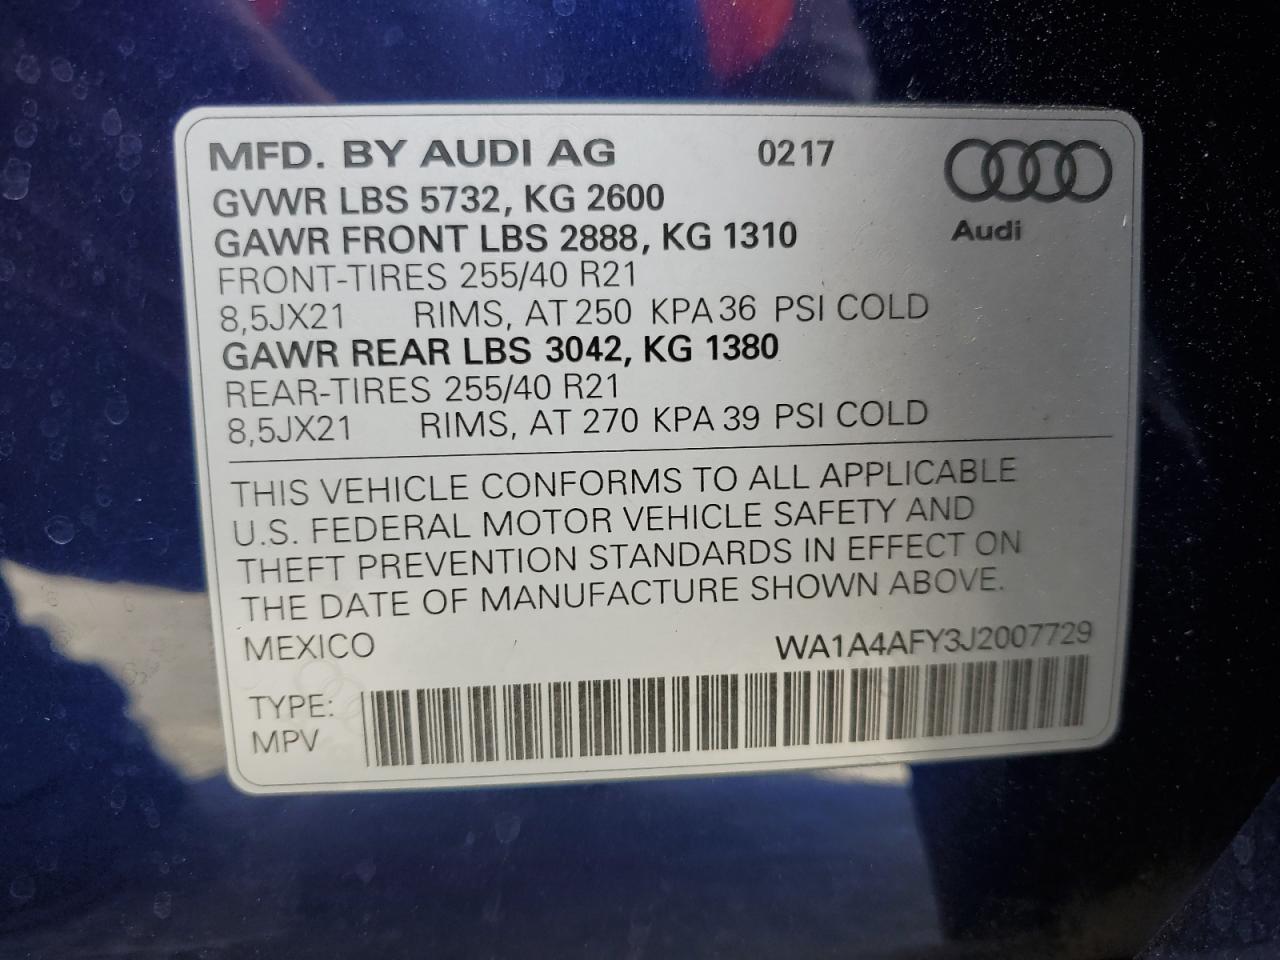 MFD. BY AUDI AG 0217
Audi
GVWR LBS 5732, KG 2600
GAWR FRONT LBS 2888, KG 1310
FRONT-TIRES 255/40 R21
8,5JX21 RIMS, AT 250 KPA 36 PSI COLD
GAWR REAR LBS 3042, KG 1380
REAR-TIRES 255/40 R21
8,5JX21 RIMS, AT 270 KPA 39 PSI COLD
THIS VEHICLE CONFORMS TO ALL APPLICABLE
U.S. FEDERAL MOTOR VEHICLE SAFETY AND
THEFT PREVENTION STANDARDS IN EFFECT ON
THE DATE OF MANUFACTURE SHOWN ABOVE.
MEXICO WA1A4AFY3J2007729
TYPE:
MPV